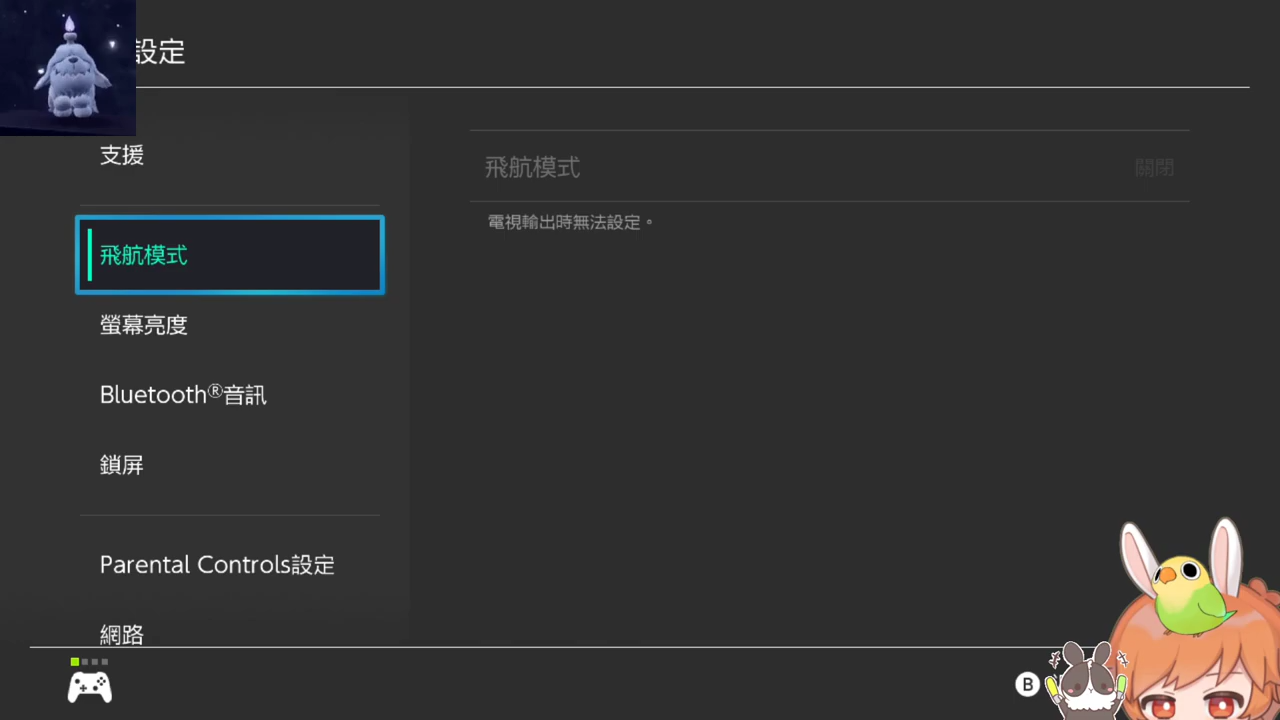 設定
支援
飛航模式
螢幕亮度
Bluetooth®音訊
鎖屏
Parental Controls設定
網路
飛航模式
關閉
電視輸出時無法設定。
B